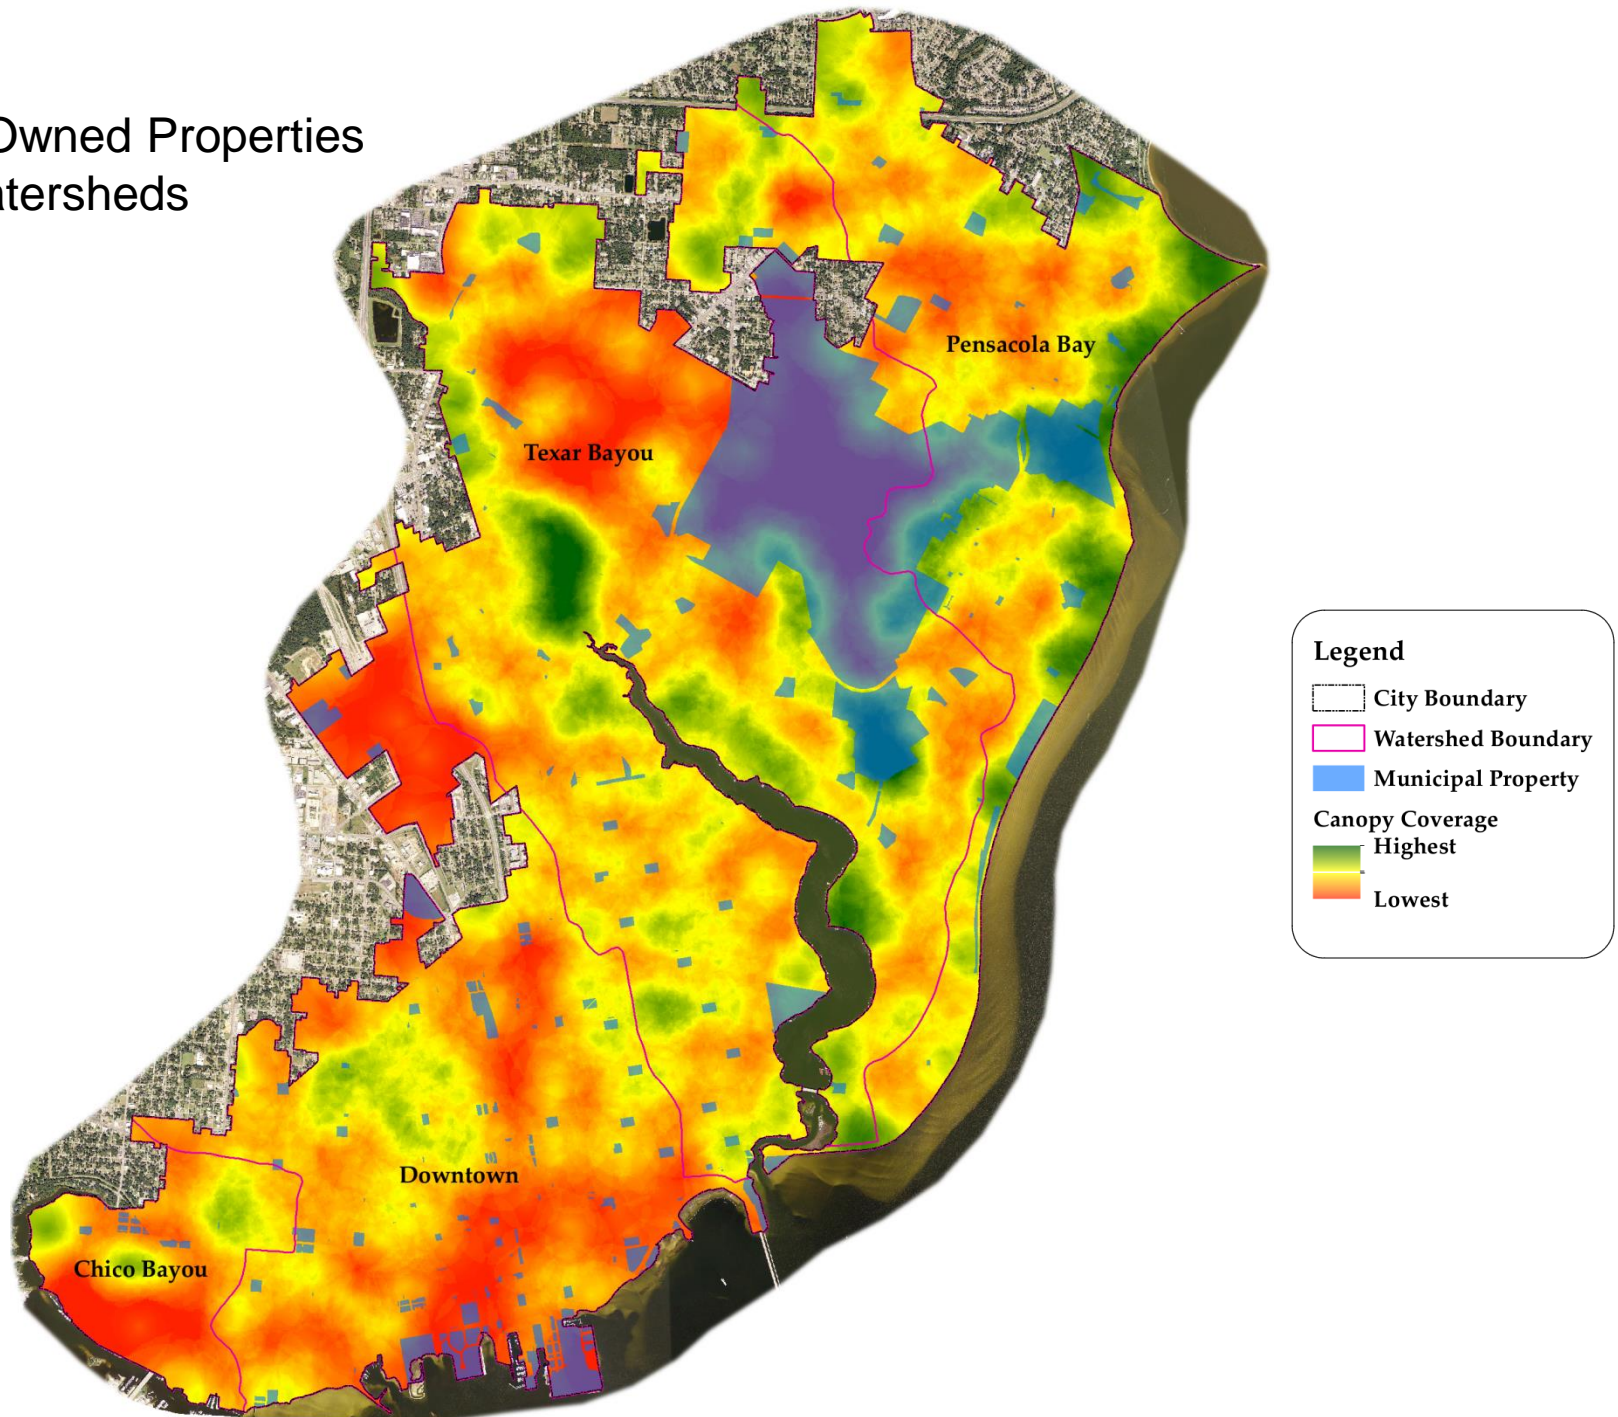 Owned Properties
atersheds
Pensacola Bay
Texar Bayou
Downtown
Chico Bayou
Legend
City Boundary
Watershed Boundary
Municipal Property
Canopy Coverage
Highest
Lowest